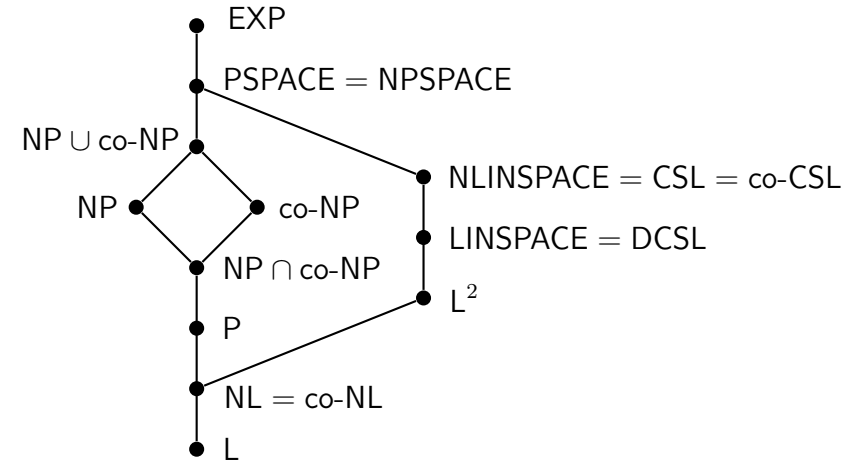 EXP
PSPACE = NPSPACE
NP ∪ co-NP
NLINSPACE = CSL = co-CSL
NP
co-NP
LINSPACE = DCSL
NP ∩ co-NP
L²
P
NL = co-NL
L